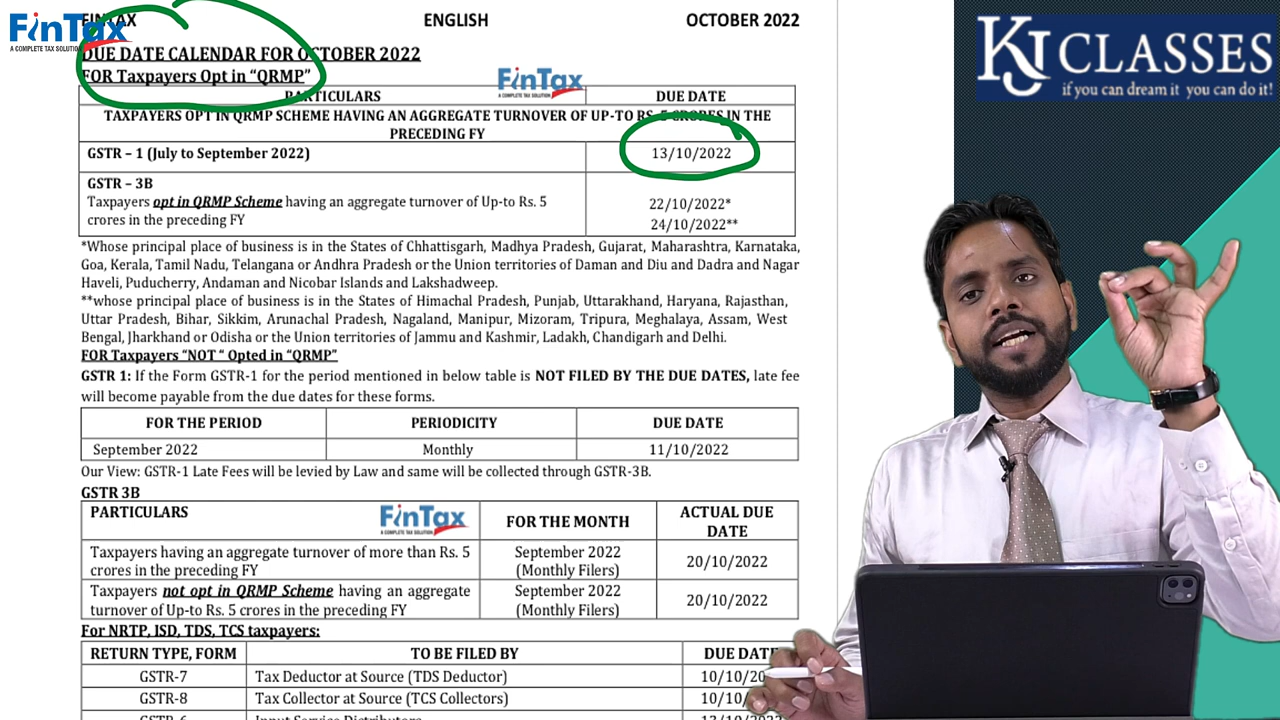 FINTAX ENGLISH OCTOBER 2022
FinTax
A COMPLETE TAX SOLUTION
KJ CLASSES
if you can dream it you can do it!
DUE DATE CALENDAR FOR OCTOBER 2022
FOR Taxpayers Opt in “QRMP”
FinTax
A COMPLETE TAX SOLUTION
PARTICULARS DUE DATE
TAXPAYERS OPT IN QRMP SCHEME HAVING AN AGGREGATE TURNOVER OF UP-TO RS. 5 CRORES IN THE
PRECEDING FY
GSTR – 1 (July to September 2022) 13/10/2022
GSTR – 3B
Taxpayers opt in QRMP Scheme having an aggregate turnover of Up-to Rs. 5 22/10/2022*
crores in the preceding FY 24/10/2022**
*Whose principal place of business is in the States of Chhattisgarh, Madhya Pradesh, Gujarat, Maharashtra, Karnataka,
Goa, Kerala, Tamil Nadu, Telangana or Andhra Pradesh or the Union territories of Daman and Diu and Dadra and Nagar
Haveli, Puducherry, Andaman and Nicobar Islands and Lakshadweep.
**whose principal place of business is in the States of Himachal Pradesh, Punjab, Uttarakhand, Haryana, Rajasthan,
Uttar Pradesh, Bihar, Sikkim, Arunachal Pradesh, Nagaland, Manipur, Mizoram, Tripura, Meghalaya, Assam, West
Bengal, Jharkhand or Odisha or the Union territories of Jammu and Kashmir, Ladakh, Chandigarh and Delhi.
FOR Taxpayers “NOT “ Opted in “QRMP”
GSTR 1: If the Form GSTR-1 for the period mentioned in below table is NOT FILED BY THE DUE DATES, late fee
will become payable from the due dates for these forms.
FOR THE PERIOD PERIODICITY DUE DATE
September 2022 Monthly 11/10/2022
Our View: GSTR-1 Late Fees will be levied by Law and same will be collected through GSTR-3B.
GSTR 3B
PARTICULARS FOR THE MONTH ACTUAL DUE
DATE
FinTax
A COMPLETE TAX SOLUTION
Taxpayers having an aggregate turnover of more than Rs. 5 September 2022 20/10/2022
crores in the preceding FY (Monthly Filers)
Taxpayers not opt in QRMP Scheme having an aggregate September 2022 20/10/2022
turnover of Up-to Rs. 5 crores in the preceding FY (Monthly Filers)
For NRTP, ISD, TDS, TCS taxpayers:
RETURN TYPE, FORM TO BE FILED BY DUE DATE
GSTR-7 Tax Deductor at Source (TDS Deductor) 10/10/20
GSTR-8 Tax Collector at Source (TCS Collectors) 10/10